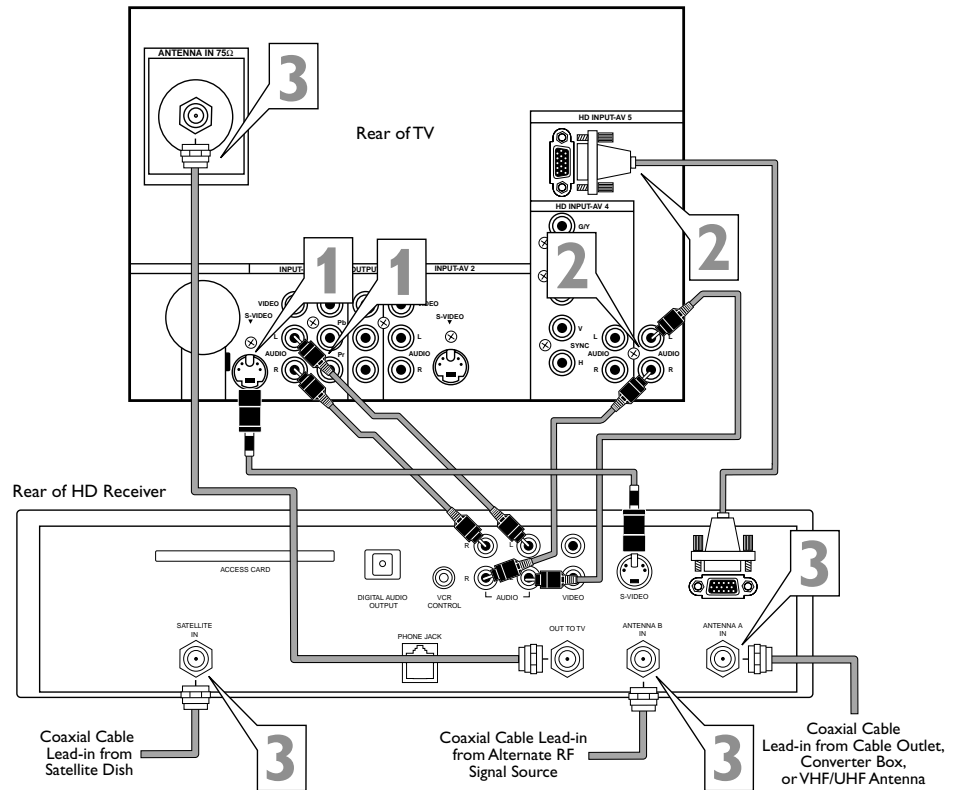 ANTENNA IN 75Ω
3
Rear of TV
HD INPUT-AV 5
2
HD INPUT-AV 4
G/Y
2
1
1
INPUT-
OUTPU
INPUT-AV 2
VIDEO
Pb
S-VIDEO
L
AUDIO
R
Pr
L
AUDIO
R
S-VIDEO
V
SYNC
H
L
AUDIO
R
L
AUDIO
R
Rear of HD Receiver
ACCESS CARD
DIGITAL AUDIO
OUTPUT
VCR
CONTROL
R
L
R
AUDIO
VIDEO
S-VIDEO
3
SATELLITE
IN
PHONE JACK
OUT TO TV
ANTENNA B
IN
ANTENNA A
IN
3
3
Coaxial Cable
Lead-in from
Satellite Dish
Coaxial Cable Lead-in
from Alternate RF
Signal Source
Coaxial Cable
Lead-in from Cable Outlet,
Converter Box,
or VHF/UHF Antenna